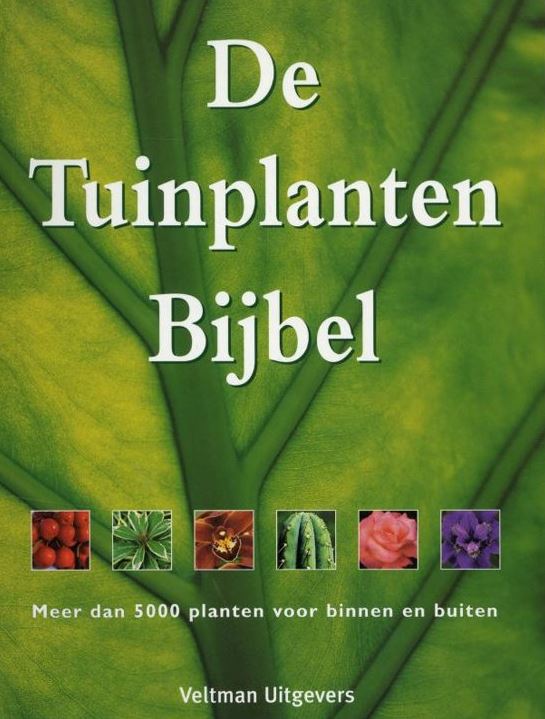 De
Tuinplanten
Bijbel
Meer dan 5000 planten voor binnen en buiten
Veltman Uitgevers